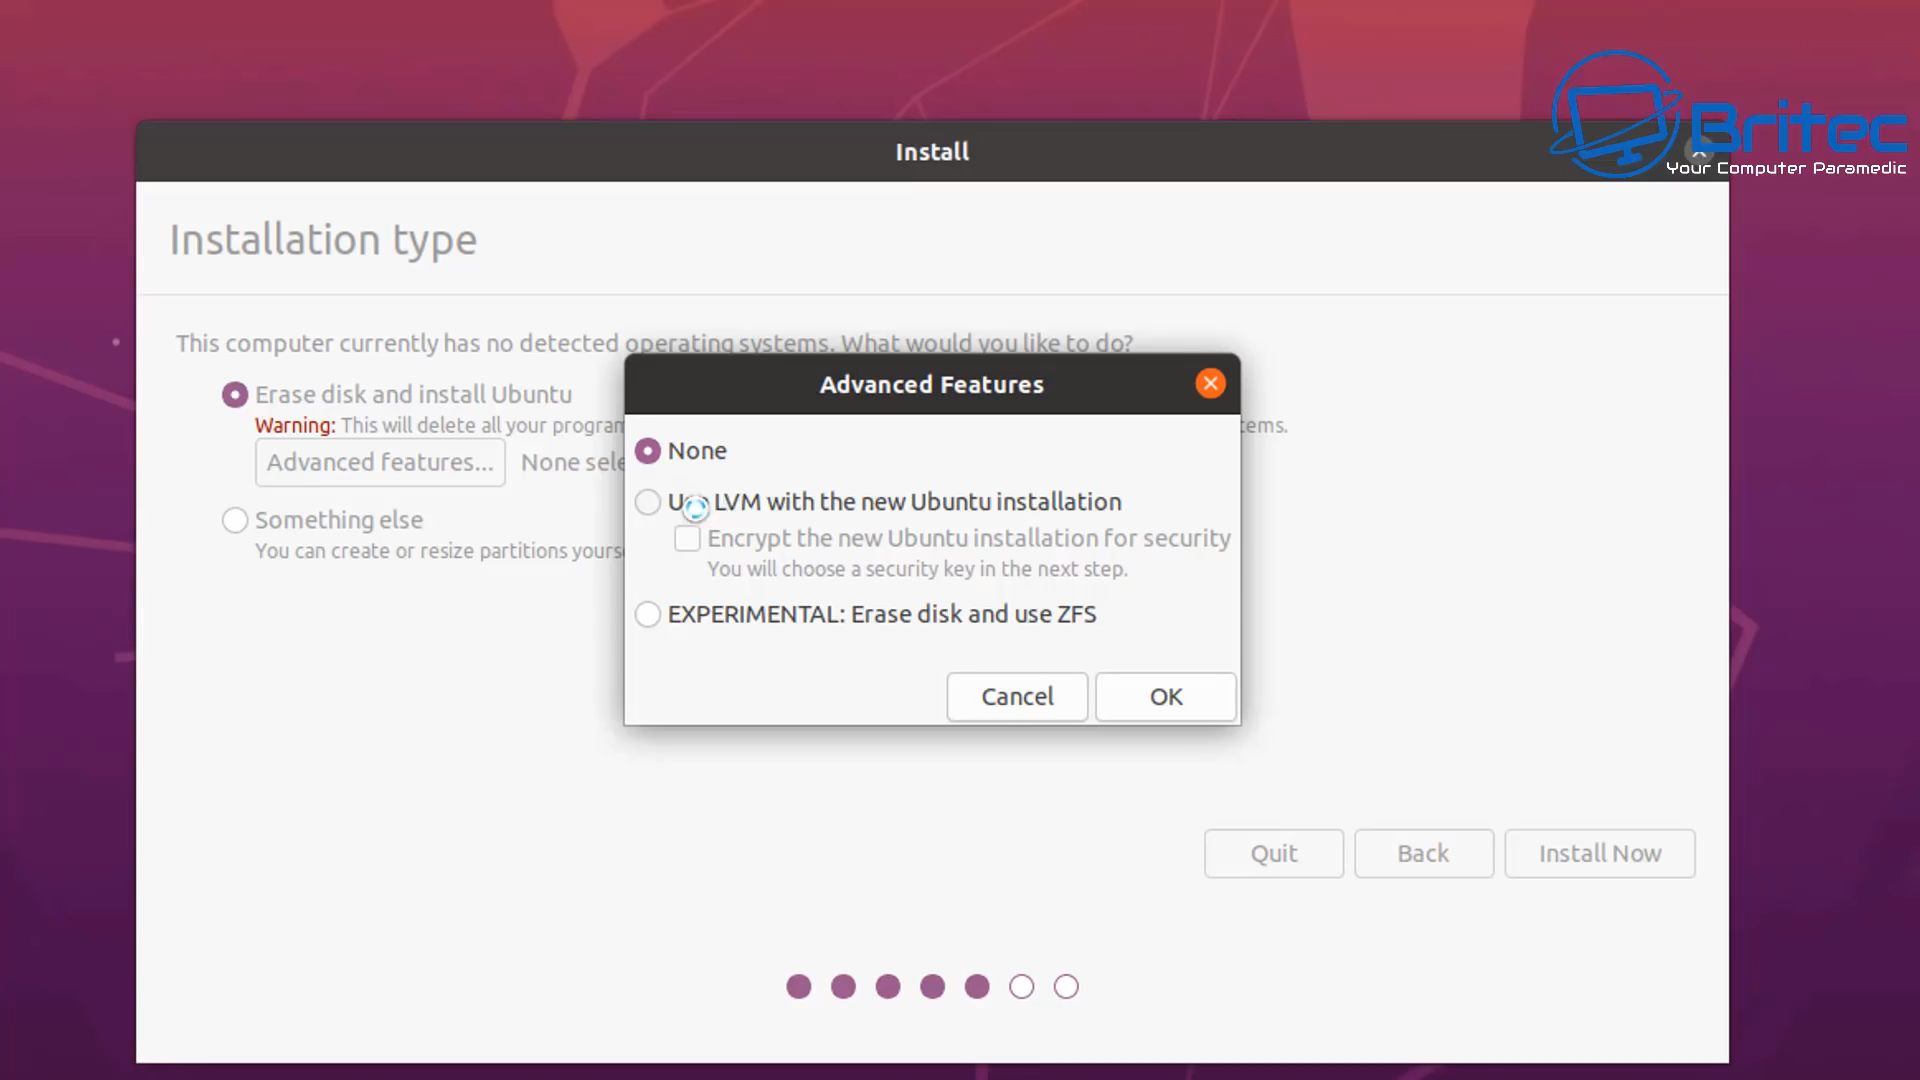 Britec
Your Computer Paramedic
Install
Installation type
This computer currently has no detected operating systems. What would you like to do?
Erase disk and install Ubuntu
Warning: This will delete all your program
tems.
Advanced features...
None sele
Something else
You can create or resize partitions yourse
Advanced Features
None
Use LVM with the new Ubuntu installation
Encrypt the new Ubuntu installation for security
You will choose a security key in the next step.
EXPERIMENTAL: Erase disk and use ZFS
Cancel
OK
Quit
Back
Install Now